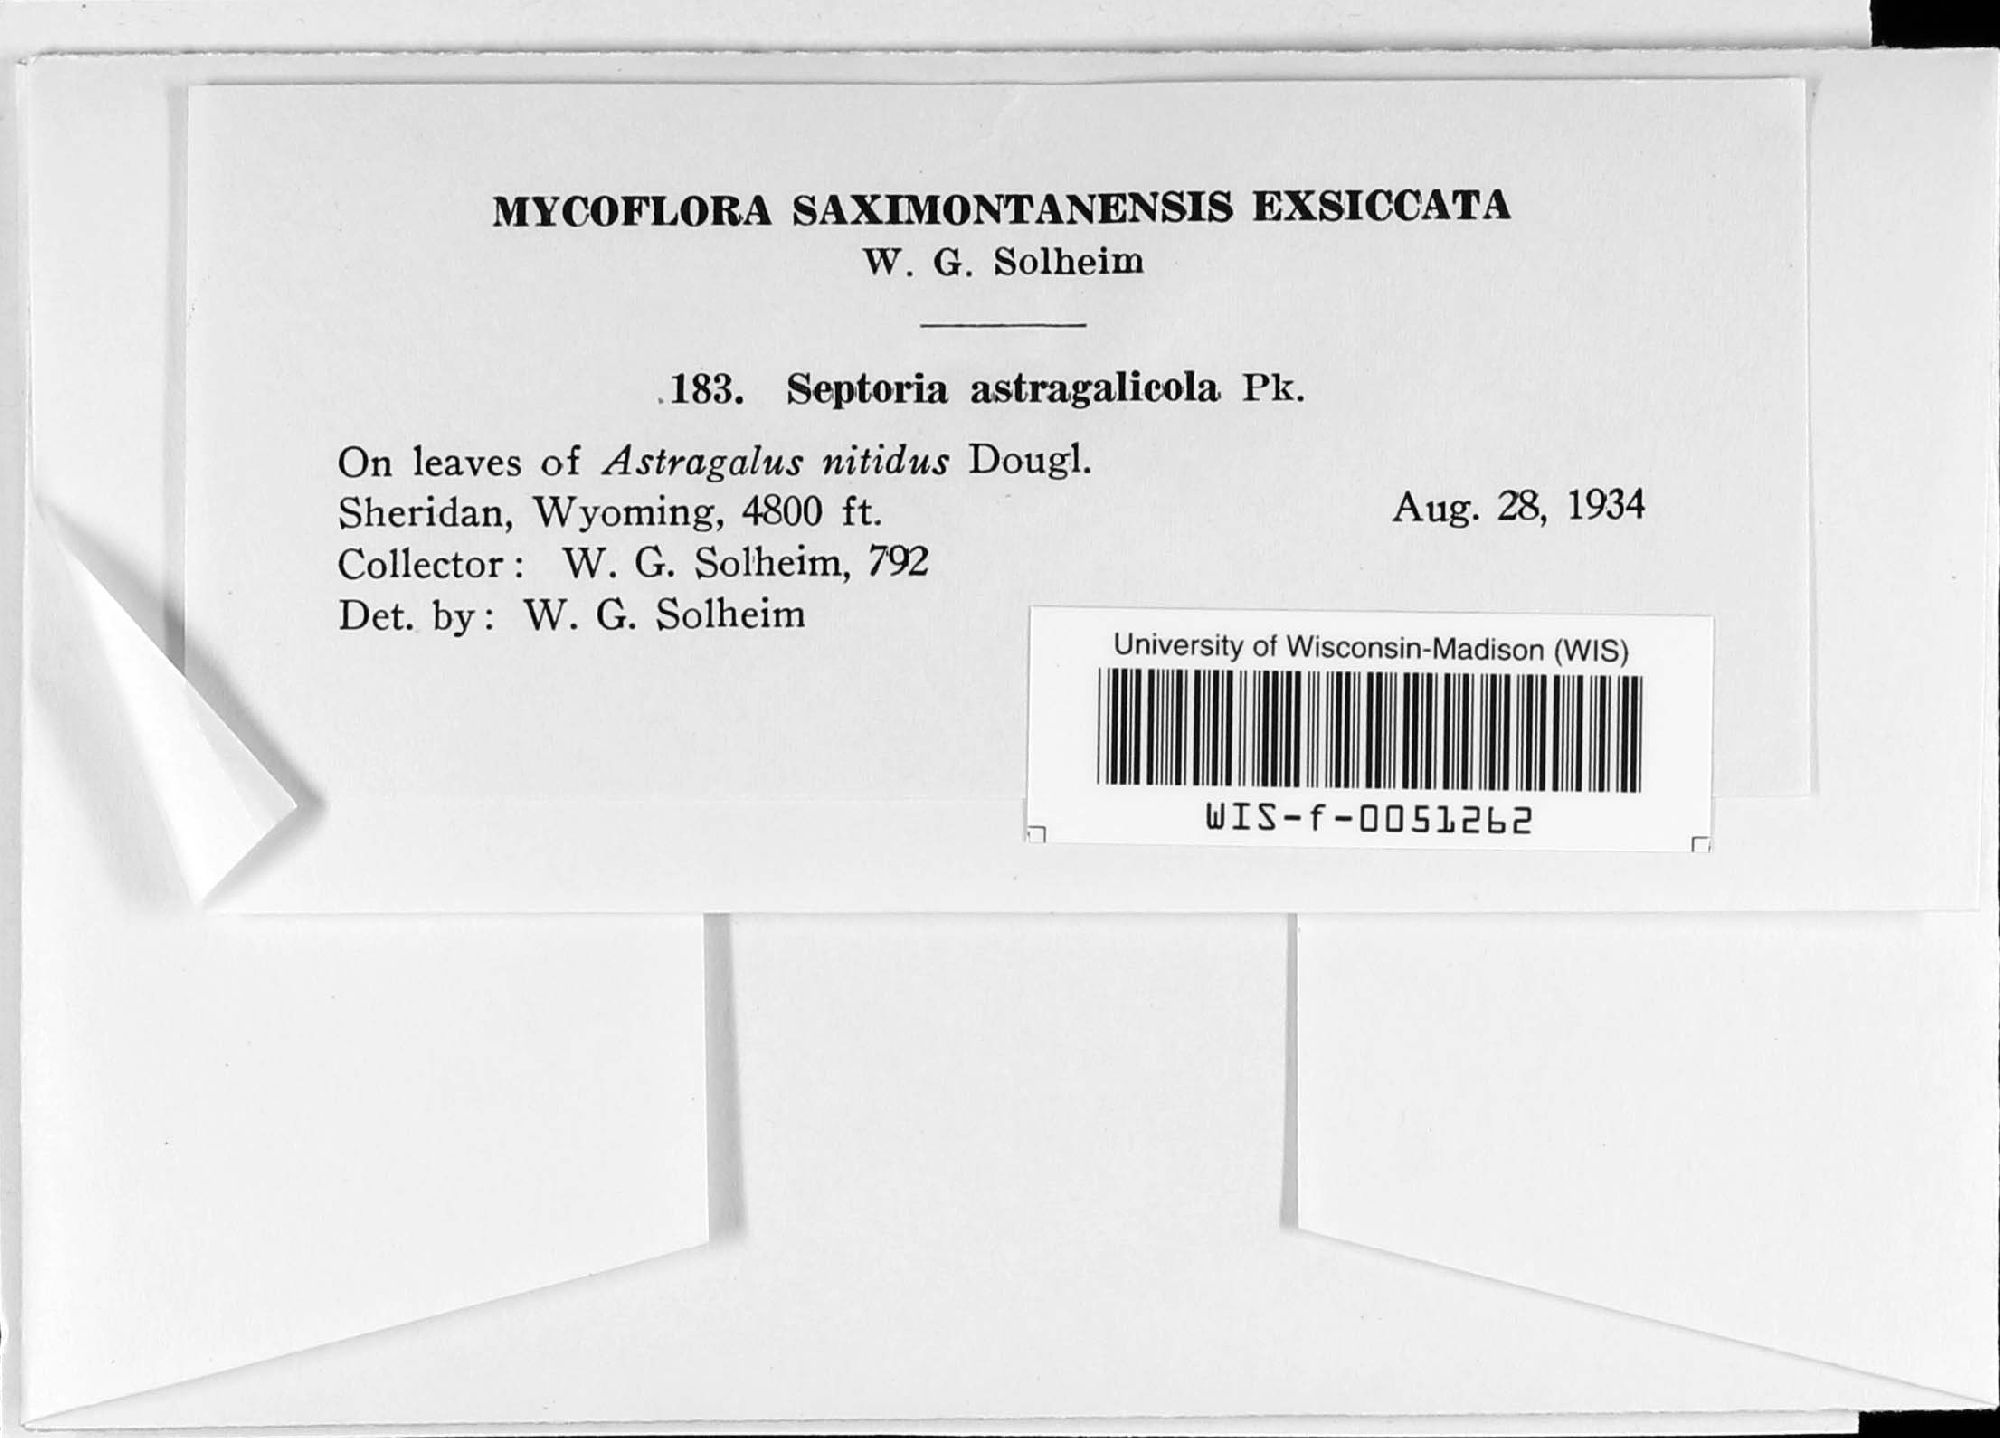 MYCOFLORA SAXIMONTANENSIS EXSICCATA
W. G. Solheim
183. Septoria astragalicola Pk.
On leaves of Astragalus nitidus Dougl.
Sheridan, Wyoming, 4800 ft. Aug. 28, 1934
Collector: W. G. Solheim, 792
Det. by: W. G. Solheim
University of Wisconsin-Madison (WIS)
WIS-f-0051262